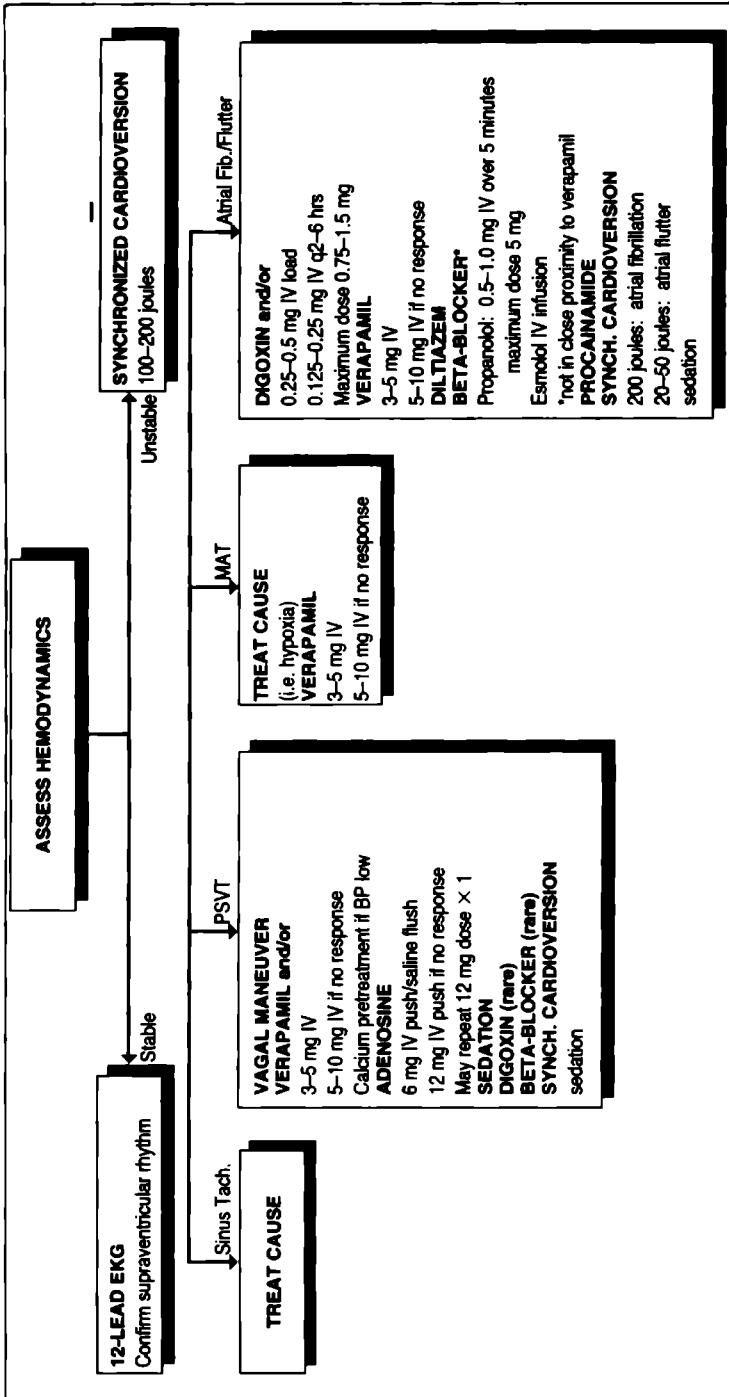 ASSESS HEMODYNAMICS
Stable
Unstable
12-LEAD EKG
Confirm supraventricular rhythm
SYNCHRONIZED CARDIOVERSION
100–200 joules
Sinus Tach.
PSVT
MAT
Atrial Fib./Flutter
TREAT CAUSE
VAGAL MANEUVER
VERAPAMIL and/or
3–5 mg IV
5–10 mg IV if no response
Calcium pretreatment if BP low
ADENOSINE
6 mg IV push/saline flush
12 mg IV push if no response
May repeat 12 mg dose × 1
SEDATION
DIGOXIN (rare)
BETA-BLOCKER (rare)
SYNCH. CARDIOVERSION
sedation
TREAT CAUSE
(i.e. hypoxia)
VERAPAMIL
3–5 mg IV
5–10 mg IV if no response
DIGOXIN and/or
0.25–0.5 mg IV load
0.125–0.25 mg IV q2–6 hrs
Maximum dose 0.75–1.5 mg
VERAPAMIL
3–5 mg IV
5–10 mg IV if no response
DILTIAZEM
BETA-BLOCKER*
Propanolol: 0.5–1.0 mg IV over 5 minutes
maximum dose 5 mg
Esmolol IV infusion
*not in close proximity to verapamil
PROCAINAMIDE
SYNCH. CARDIOVERSION
200 joules: atrial fibrillation
20–50 joules: atrial flutter
sedation